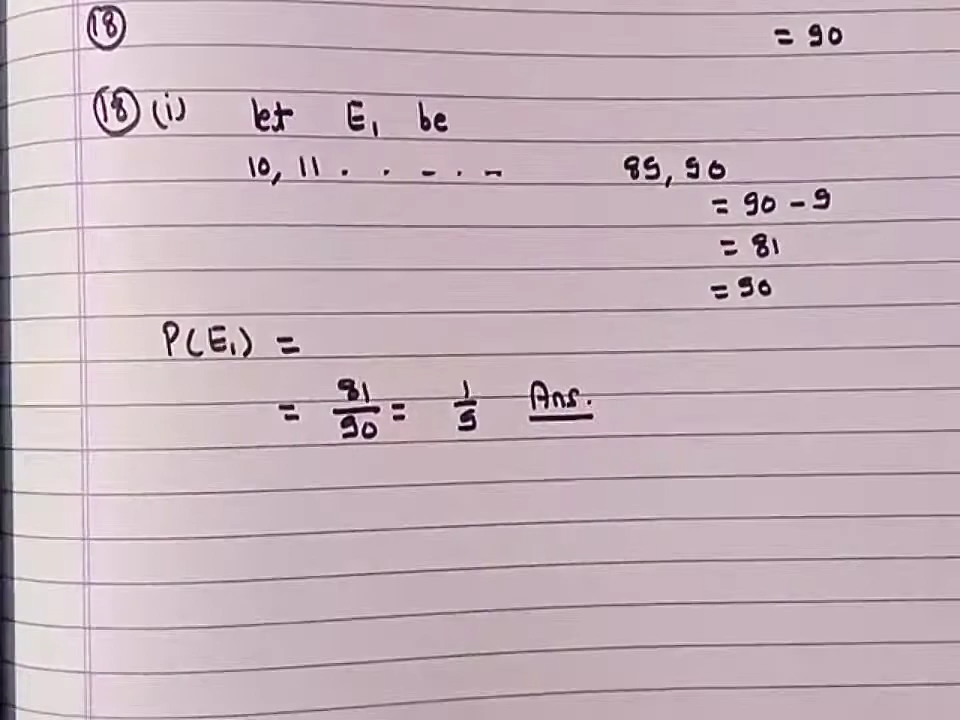 18
= 90
18 (i) let E1 be
10, 11 . . - . - 89, 90
= 90 - 9
= 81
= 90
P(E1) =
= 81/90 = 1/9 Ans.